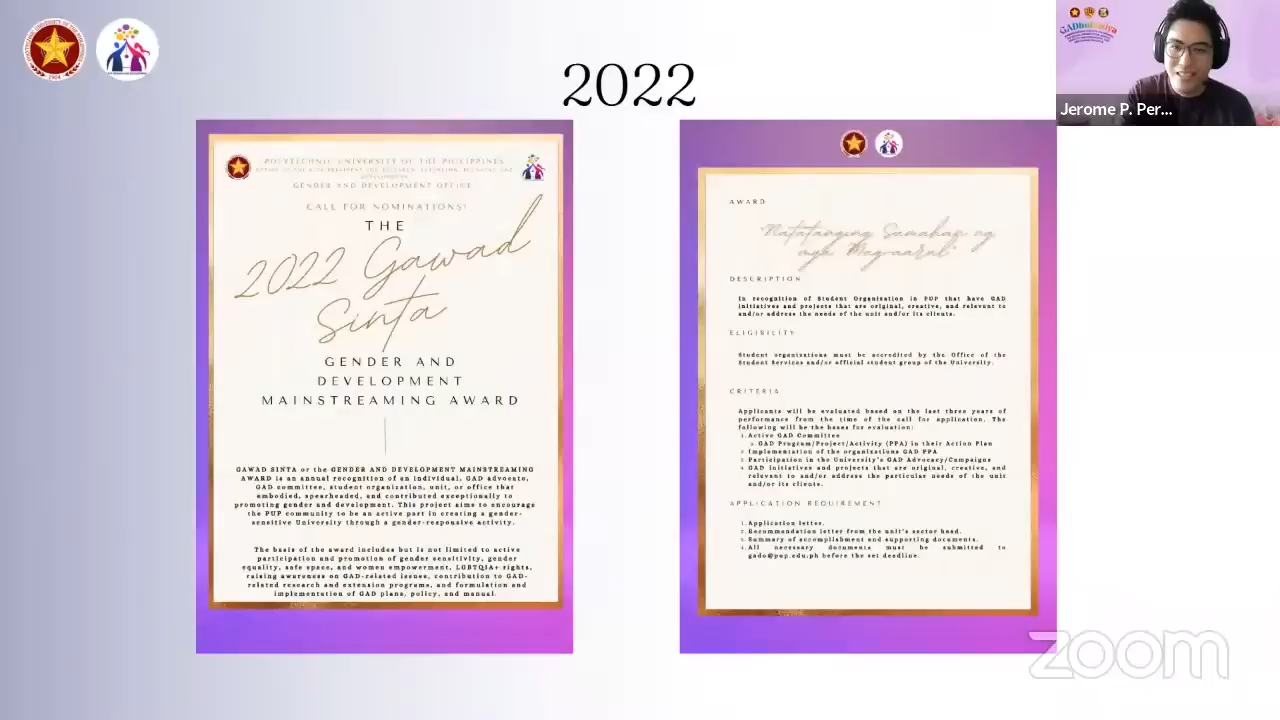 2022
Jerome P. Per...
POLYTECHNIC UNIVERSITY OF THE PHILIPPINES
GENDER AND DEVELOPMENT OFFICE
CALL FOR NOMINATIONS!
THE
2022 Gawad
Sinta
GENDER AND
DEVELOPMENT
MAINSTREAMING AWARD
GAWAD SINTA or the GENDER AND DEVELOPMENT MAINSTREAMING
AWARD is an annual recognition of an individual, GAD advocate,
GAD committee, student organization, unit, or office that
embodied, spearheaded, and contributed exceptionally to
promoting gender and development. This project aims to encourage
the PUP community to be an active part in creating a gender-
sensitive University through a gender-responsive activity.
The basis of the award includes but is not limited to active
participation and promotion of gender sensitivity, gender
equality, safe space, and women empowerment, LGBTQIA+ rights,
raising awareness on GAD-related issues, contribution to GAD-
related research and extension programs, and formulation and
implementation of GAD plans, policy, and manual.
AWARD
"Natatanging Samahan ng
mga Mag-aaral"
DESCRIPTION
In recognition of Student Organization in PUP that have GAD
initiatives and projects that are original, creative, and relevant to
and/or address the needs of the unit and/or its clients.
ELIGIBILITY
Student organizations must be accredited by the Office of the
Student Services and/or official student group of the University.
CRITERIA
Applicants will be evaluated based on the last three years of
performance from the time of the call for application. The
following will be the bases for evaluation:
1. Active GAD Committee
a. GAD Program/Project/Activity (PPA) in their Action Plan
2. Implementation of the organizations GAD PPA
3. Participation in the University's GAD Advocacy/Campaigns
4. GAD initiatives and projects that are original, creative, and
relevant to and/or address the particular needs of the unit
and/or its clients.
APPLICATION REQUIREMENT
1. Application letter.
2. Recommendation letter from the unit's sector head.
3. Summary of accomplishment and supporting documents.
4. All necessary documents must be submitted to
gado@pup.edu.ph before the set deadline.
zoom